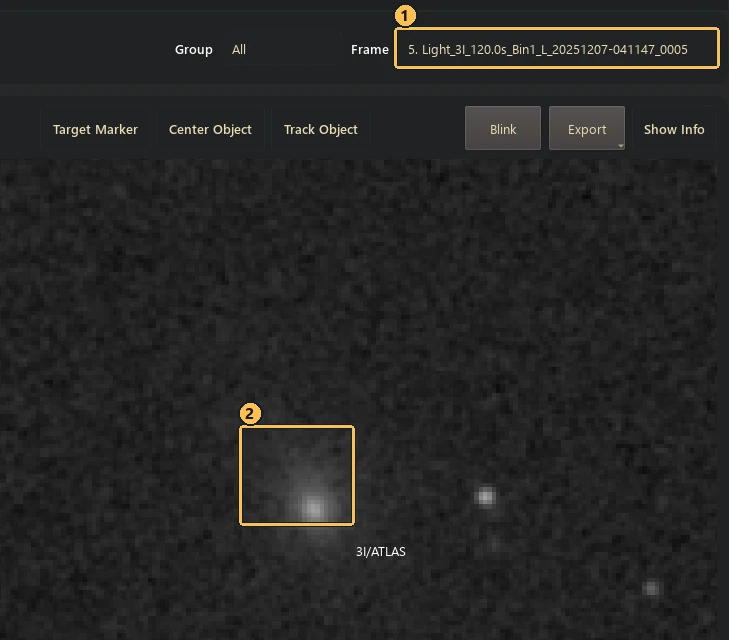 1
Group All Frame 5. Light_3I_120.0s_Bin1_L_20251207-041147_0005
Target Marker Center Object Track Object Blink Export Show Info
2
3I/ATLAS